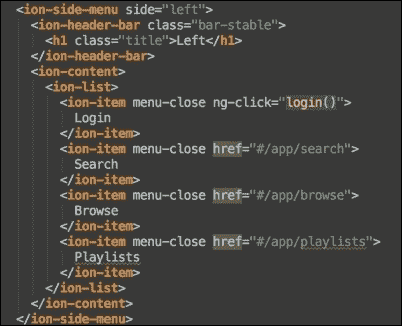 <ion-side-menu side="left">
  <ion-header-bar class="bar-stable">
    <h1 class="title">Left</h1>
  </ion-header-bar>
  <ion-content>
    <ion-list>
      <ion-item menu-close ng-click="login()">
        Login
      </ion-item>
      <ion-item menu-close href="#/app/search">
        Search
      </ion-item>
      <ion-item menu-close href="#/app/browse">
        Browse
      </ion-item>
      <ion-item menu-close href="#/app/playlists">
        Playlists
      </ion-item>
    </ion-list>
  </ion-content>
</ion-side-menu>